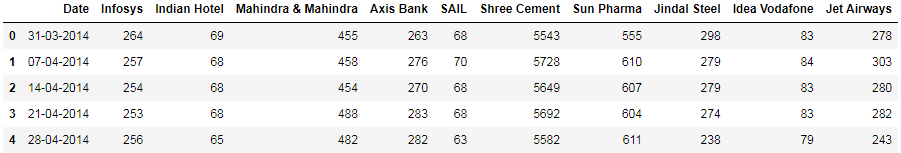 Date Infosys Indian Hotel Mahindra & Mahindra Axis Bank SAIL Shree Cement Sun Pharma Jindal Steel Idea Vodafone Jet Airways
0 31-03-2014 264 69 455 263 68 5543 555 298 83 278
1 07-04-2014 257 68 458 276 70 5728 610 279 84 303
2 14-04-2014 254 68 454 270 68 5649 607 279 83 280
3 21-04-2014 253 68 488 283 68 5692 604 274 83 282
4 28-04-2014 256 65 482 282 63 5582 611 238 79 243